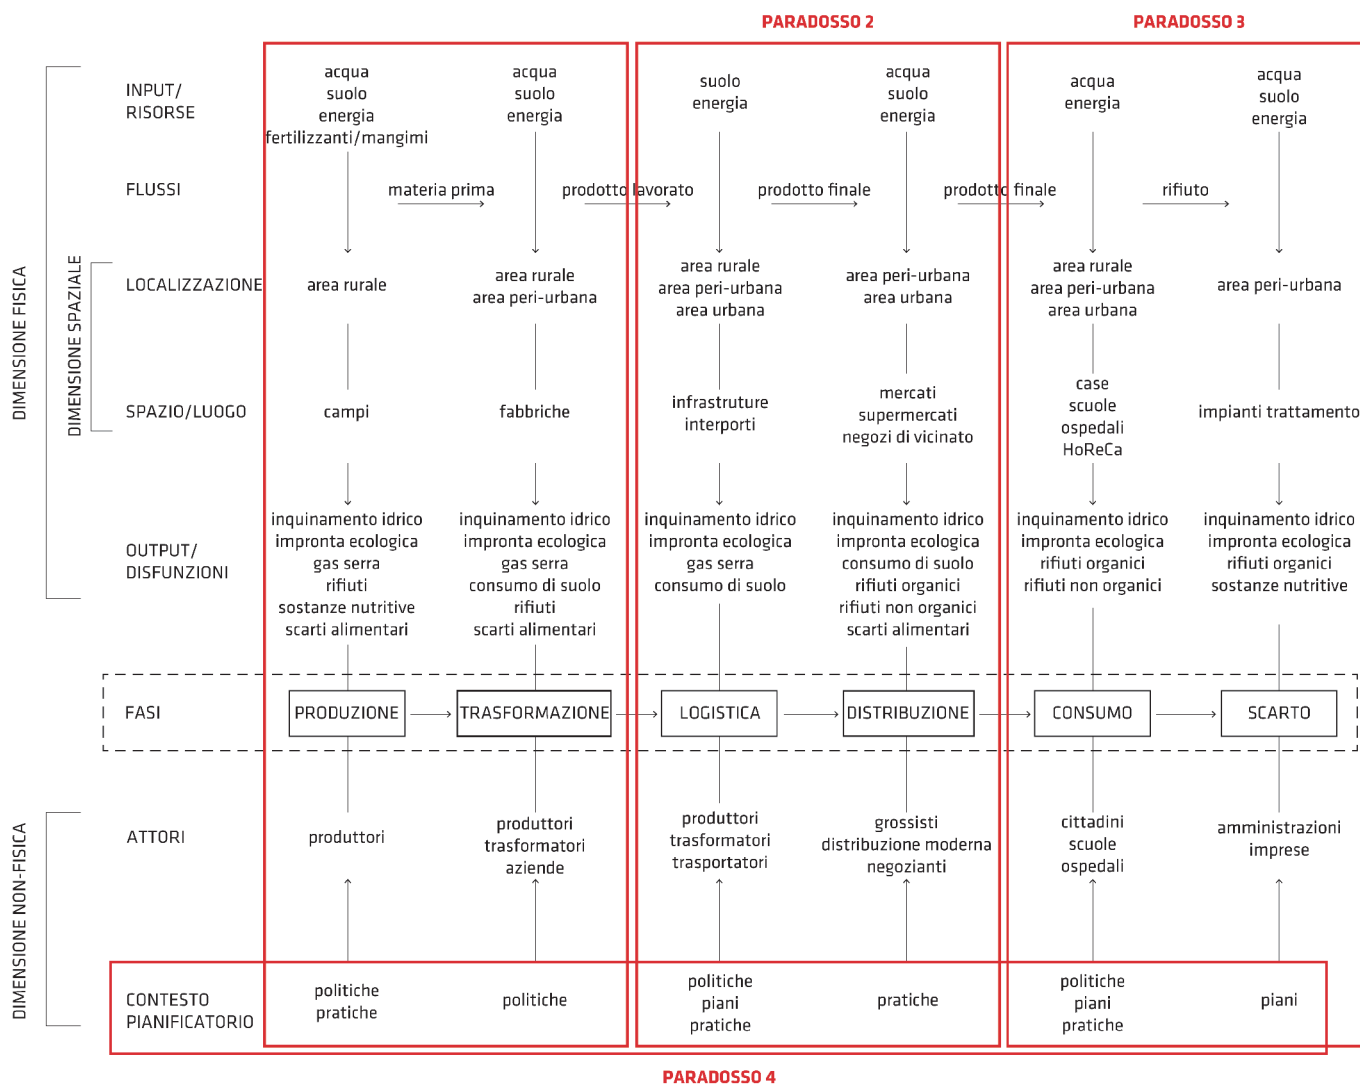 PARADOSSO 2
PARADOSSO 3
INPUT/
RISORSE
acqua
suolo
energia
fertilizzanti/mangimi
acqua
suolo
energia
suolo
energia
acqua
suolo
energia
acqua
energia
acqua
suolo
energia
FLUSSI
materia prima
prodotto lavorato
prodotto finale
prodotto finale
rifiuto
DIMENSIONE FISICA
DIMENSIONE SPAZIALE
LOCALIZZAZIONE
area rurale
area rurale
area peri-urbana
area rurale
area peri-urbana
area urbana
area peri-urbana
area urbana
area rurale
area peri-urbana
area urbana
area peri-urbana
SPAZIO/LUOGO
campi
fabbriche
infrastruture
interporti
mercati
supermercati
negozi di vicinato
case
scuole
ospedali
HoReCa
impianti trattamento
OUTPUT/
DISFUNZIONI
inquinamento idrico
impronta ecologica
gas serra
rifiuti
sostanze nutritive
scarti alimentari
inquinamento idrico
impronta ecologica
gas serra
consumo di suolo
rifiuti
scarti alimentari
inquinamento idrico
impronta ecologica
gas serra
consumo di suolo
inquinamento idrico
impronta ecologica
consumo di suolo
rifiuti organici
rifiuti non organici
scarti alimentari
inquinamento idrico
impronta ecologica
rifiuti organici
rifiuti non organici
inquinamento idrico
impronta ecologica
rifiuti organici
sostanze nutritive
FASI
PRODUZIONE
TRASFORMAZIONE
LOGISTICA
DISTRIBUZIONE
CONSUMO
SCARTO
DIMENSIONE NON-FISICA
ATTORI
produttori
produttori
trasformatori
aziende
produttori
trasformatori
trasportatori
grossisti
distribuzione moderna
negozianti
cittadini
scuole
ospedali
amministrazioni
imprese
CONTESTO
PIANIFICATORIO
politiche
pratiche
politiche
politiche
piani
pratiche
pratiche
politiche
piani
pratiche
piani
PARADOSSO 4